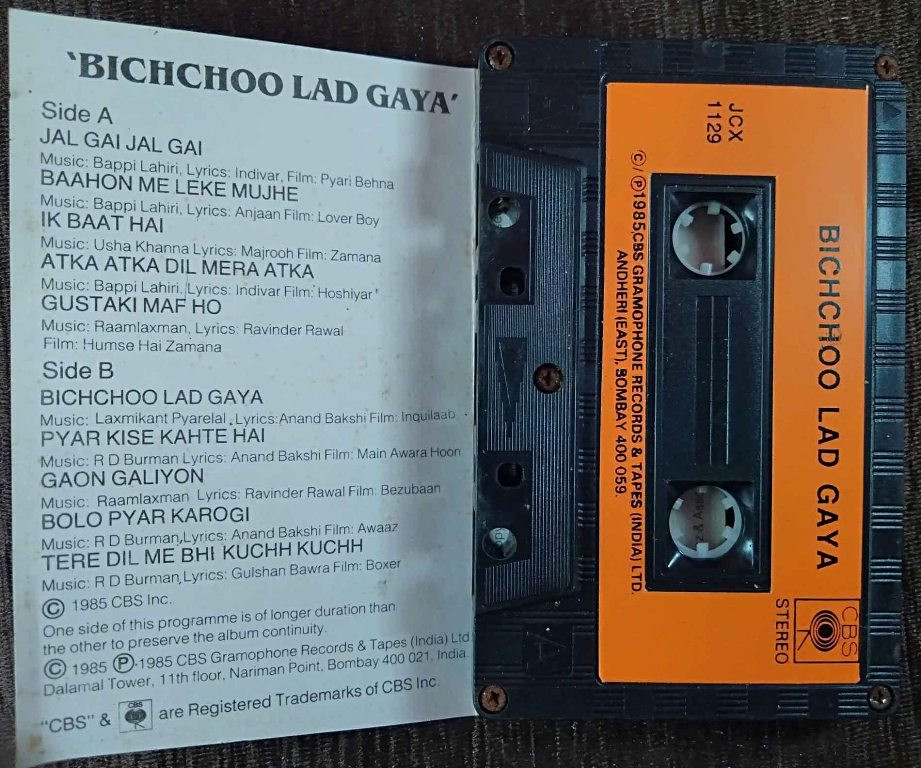 'BICHCHOO LAD GAYA'
Side A
JAL GAI JAL GAI
Music: Bappi Lahiri, Lyrics: Indivar, Film: Pyari Behna
BAAHON ME LEKE MUJHE
Music: Bappi Lahiri, Lyrics: Anjaan Film: Lover Boy
IK BAAT HAI
Music: Usha Khanna Lyrics: Majrooh Film: Zamana
ATKA ATKA DIL MERA ATKA
Music: Bappi Lahiri, Lyrics: Indivar Film: Hoshiyar
GUSTAKI MAF HO
Music: Raamlaxman, Lyrics: Ravinder Rawal
Film: Humse Hai Zamana
Side B
BICHCHOO LAD GAYA
Music: Laxmikant Pyarelal, Lyrics: Anand Bakshi Film: Inquilaab
PYAR KISE KAHTE HAI
Music: R D Burman Lyrics: Anand Bakshi Film: Main Awara Hoon
GAON GALIYON
Music: Raamlaxman Lyrics: Ravinder Rawal Film: Bezubaan
BOLO PYAR KAROGI
Music: R D Burman, Lyrics: Anand Bakshi Film: Awaaz
TERE DIL ME BHI KUCHH KUCHH
Music: R D Burman, Lyrics: Gulshan Bawra Film: Boxer
© 1985 CBS Inc.
One side of this programme is of longer duration than
the other to preserve the album continuity.
© 1985 ℗ 1985 CBS Gramophone Records & Tapes (India) Ltd
Dalamal Tower, 11th floor, Nariman Point, Bombay 400 021, India.
"CBS" & CBS are Registered Trademarks of CBS Inc.
JCX
1129
BICHCHOO LAD GAYA
©/℗1985,CBS GRAMOPHONE RECORDS & TAPES (INDIA) LTD.
ANDHERI (EAST), BOMBAY 400 059.
CBS
STEREO